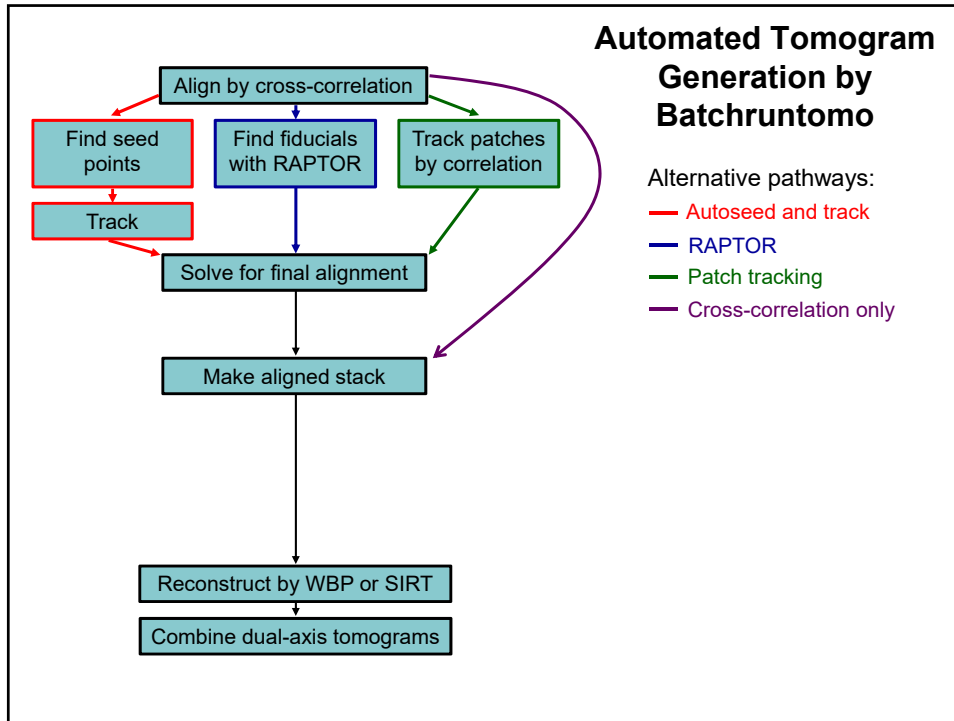 Automated Tomogram
Generation by
Batchruntomo
Align by cross-correlation
Find seed
points
Find fiducials
with RAPTOR
Track patches
by correlation
Track
Solve for final alignment
Make aligned stack
Reconstruct by WBP or SIRT
Combine dual-axis tomograms
Alternative pathways:
Autoseed and track
RAPTOR
Patch tracking
Cross-correlation only